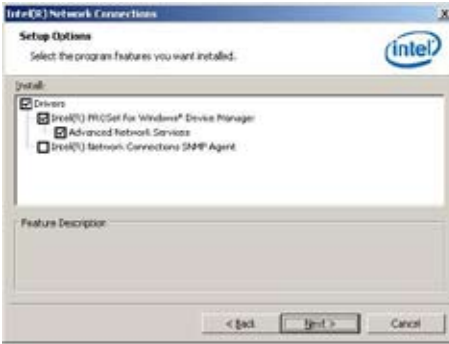 Intel(R) Network Connections
Setup Options
Select the program features you want installed.
intel
Install:
Drivers
Intel(R) PROSet for Windows* Device Manager
Advanced Network Services
Intel(R) Network Connections SNMP Agent
Feature Description
< Back
Next >
Cancel